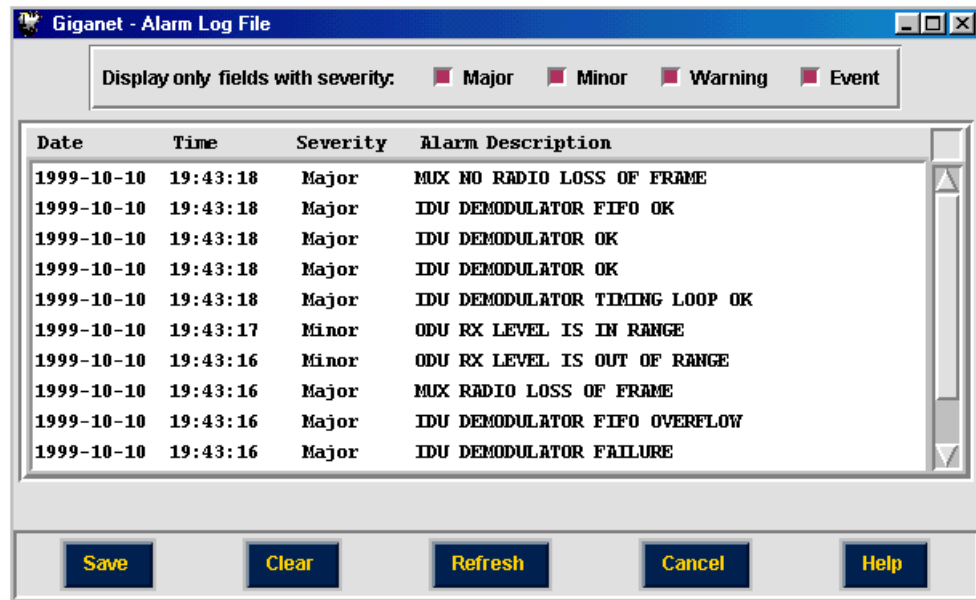 Giganet - Alarm Log File
Display only fields with severity: Major Minor Warning Event
Date Time Severity Alarm Description
1999-10-10 19:43:18 Major MUX NO RADIO LOSS OF FRAME
1999-10-10 19:43:18 Major IDU DEMODULATOR FIFO OK
1999-10-10 19:43:18 Major IDU DEMODULATOR OK
1999-10-10 19:43:18 Major IDU DEMODULATOR OK
1999-10-10 19:43:18 Major IDU DEMODULATOR TIMING LOOP OK
1999-10-10 19:43:17 Minor ODU RX LEVEL IS IN RANGE
1999-10-10 19:43:16 Minor ODU RX LEVEL IS OUT OF RANGE
1999-10-10 19:43:16 Major MUX RADIO LOSS OF FRAME
1999-10-10 19:43:16 Major IDU DEMODULATOR FIFO OVERFLOW
1999-10-10 19:43:16 Major IDU DEMODULATOR FAILURE
Save Clear Refresh Cancel Help